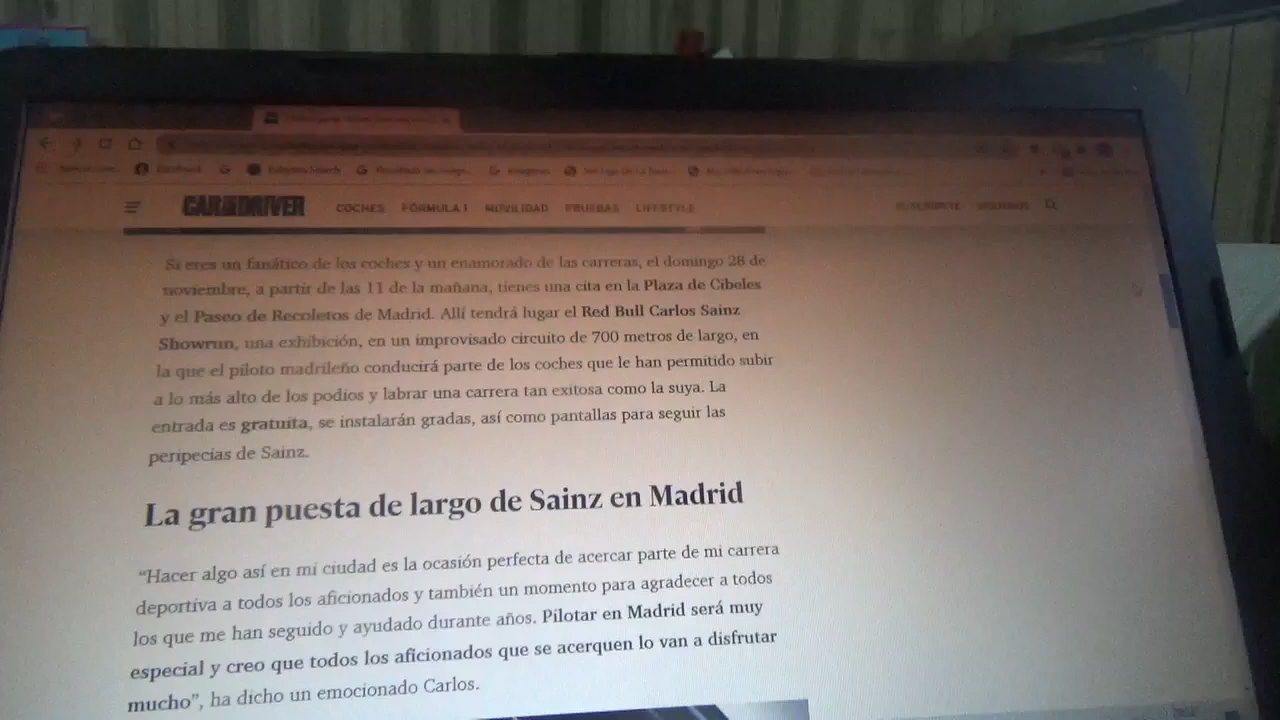 Facebook
CAR AND DRIVER
COCHES FÓRMULA 1 MOVILIDAD PRUEBAS LIFESTYLE
SUSCRÍBETE SÍGUENOS
Si eres un fanático de los coches y un enamorado de las carreras, el domingo 28 de
noviembre, a partir de las 11 de la mañana, tienes una cita en la Plaza de Cibeles
y el Paseo de Recoletos de Madrid. Allí tendrá lugar el Red Bull Carlos Sainz
Showrun, una exhibición, en un improvisado circuito de 700 metros de largo, en
la que el piloto madrileño conducirá parte de los coches que le han permitido subir
a lo más alto de los podios y labrar una carrera tan exitosa como la suya. La
entrada es gratuita, se instalarán gradas, así como pantallas para seguir las
peripecias de Sainz.
La gran puesta de largo de Sainz en Madrid
“Hacer algo así en mi ciudad es la ocasión perfecta de acercar parte de mi carrera
deportiva a todos los aficionados y también un momento para agradecer a todos
los que me han seguido y ayudado durante años. Pilotar en Madrid será muy
especial y creo que todos los aficionados que se acerquen lo van a disfrutar
mucho”, ha dicho un emocionado Carlos.